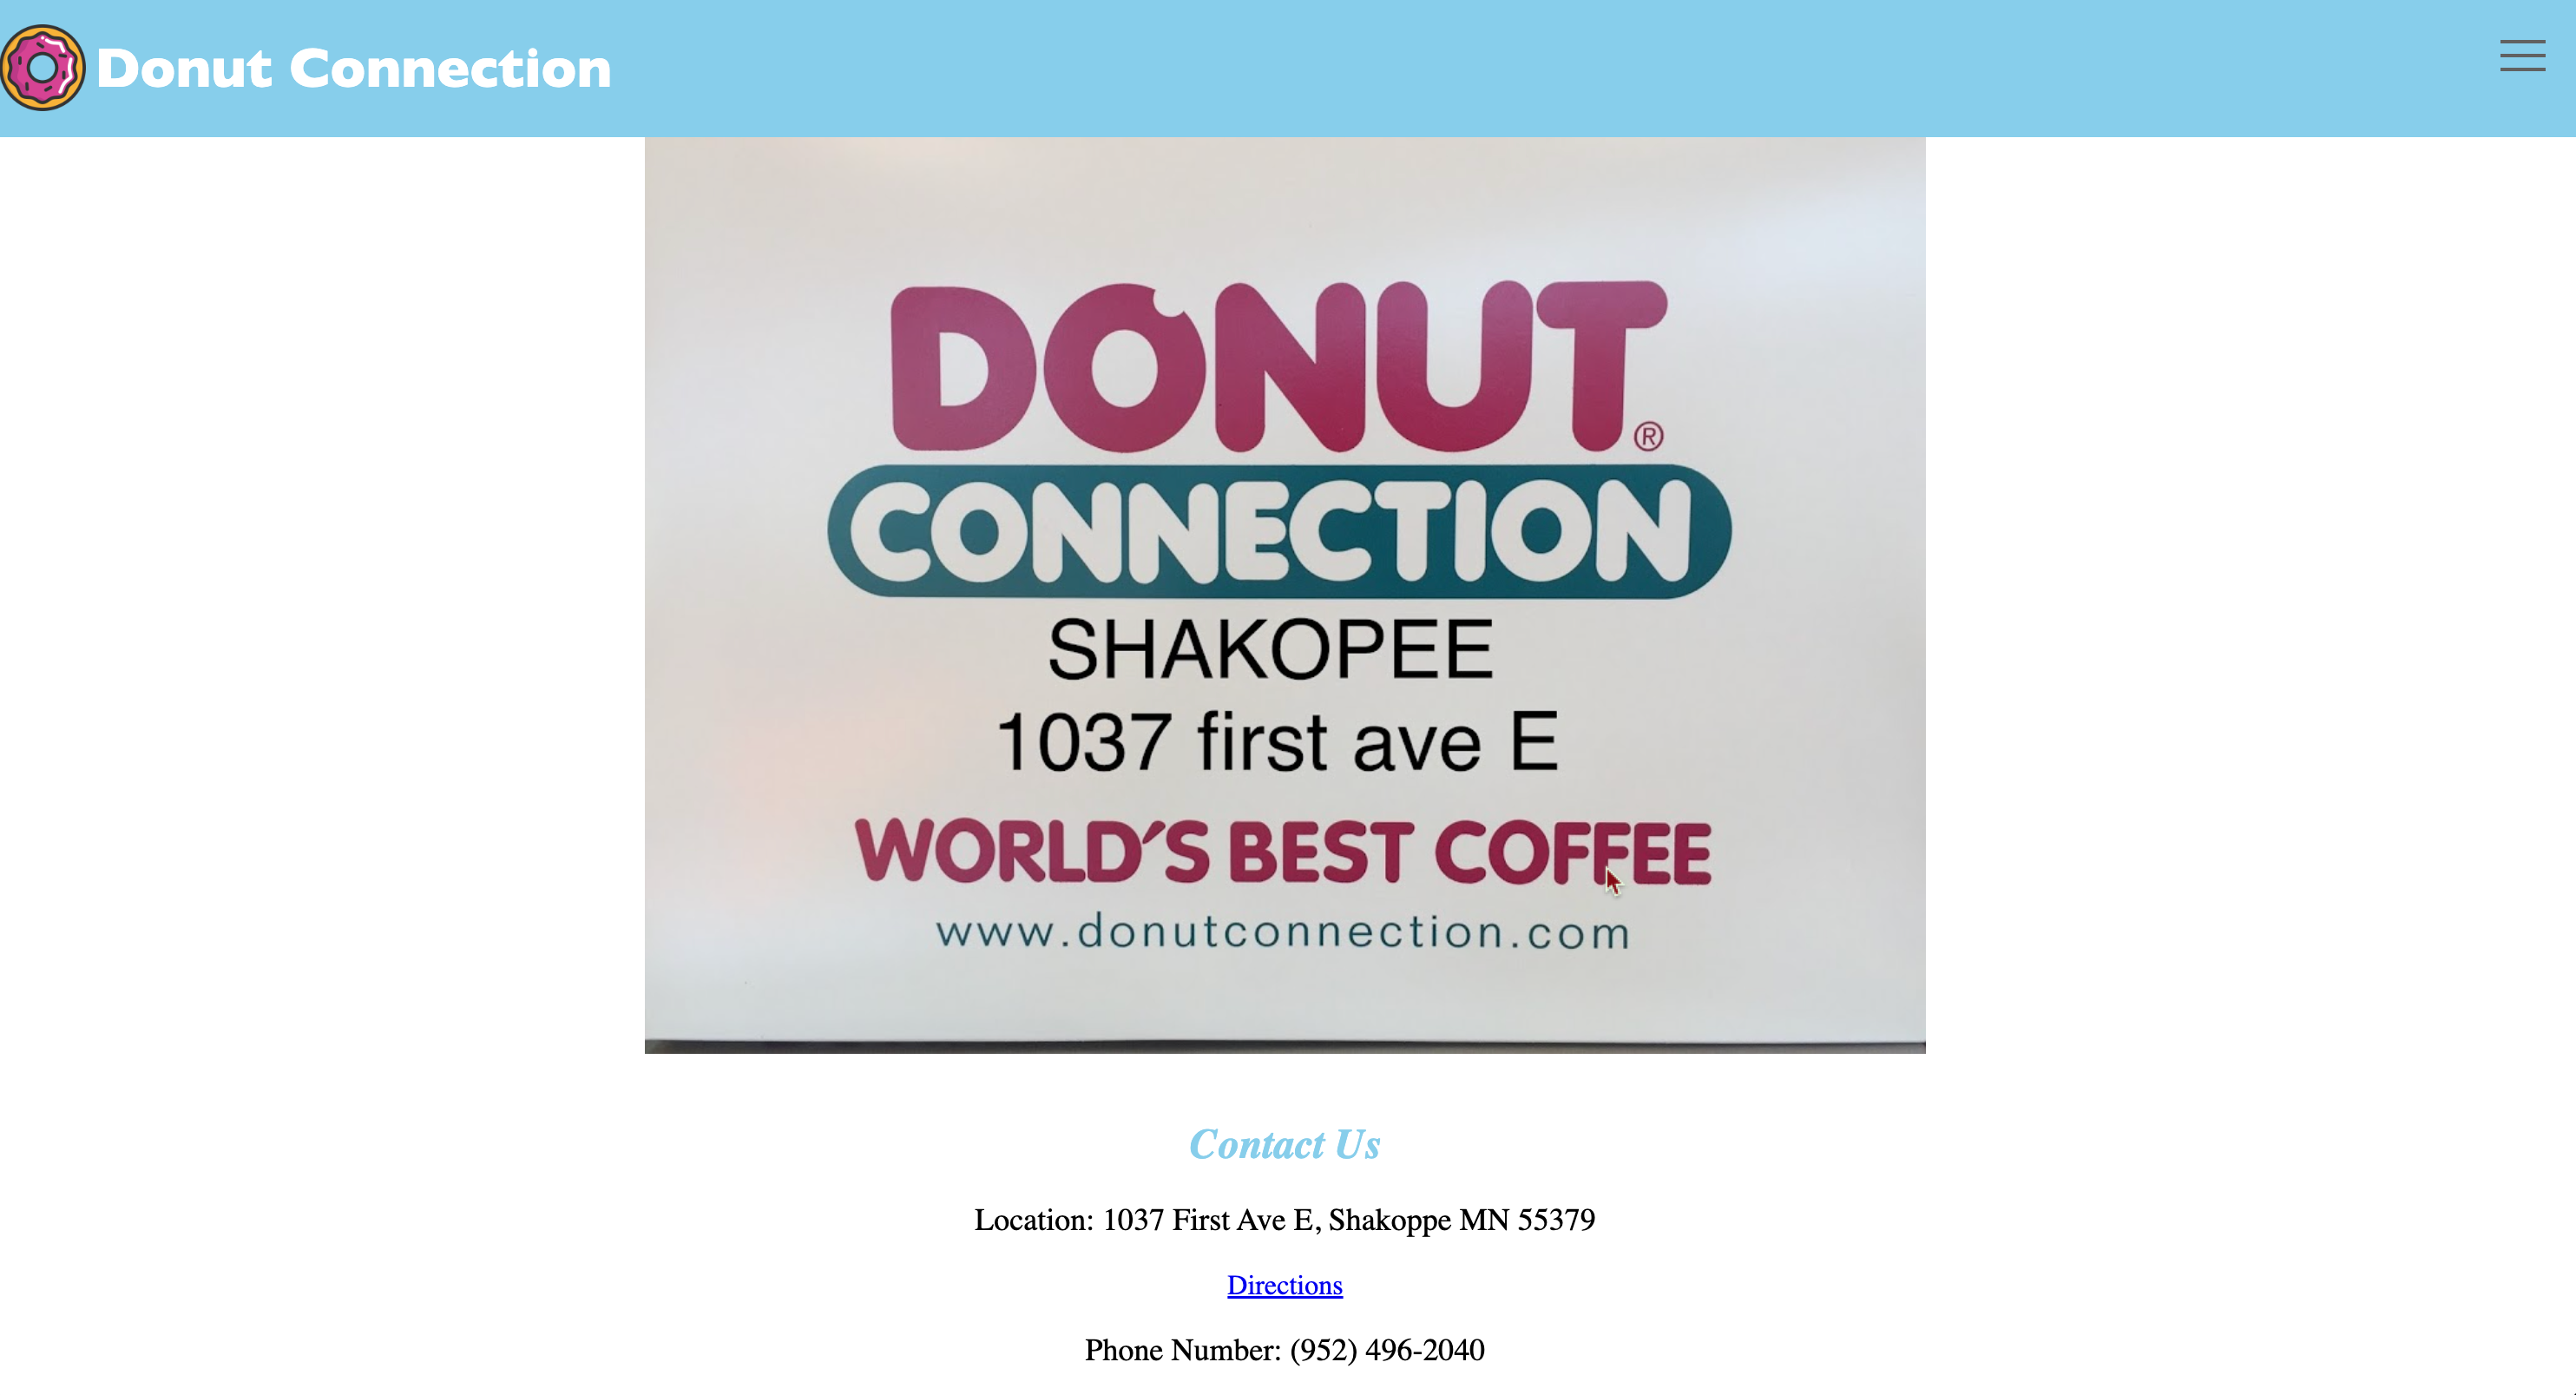 Donut Connection
DONUT®
CONNECTION
SHAKOPEE
1037 first ave E
WORLD'S BEST COFFEE
www.donutconnection.com
Contact Us
Location: 1037 First Ave E, Shakoppe MN 55379
Directions
Phone Number: (952) 496-2040